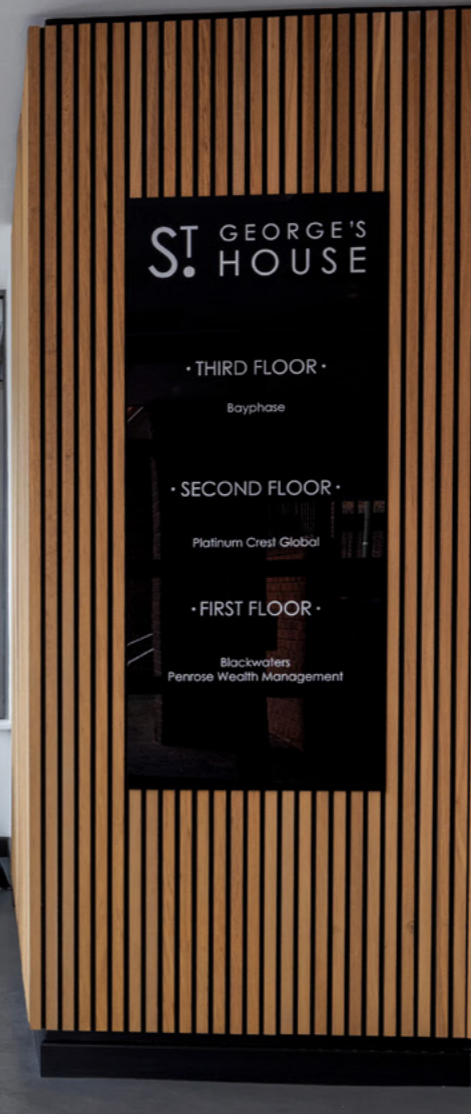 ST. GEORGE'S
HOUSE
· THIRD FLOOR ·
Bayphase
· SECOND FLOOR ·
Platinum Crest Global
· FIRST FLOOR ·
Blackwaters
Penrose Wealth Management